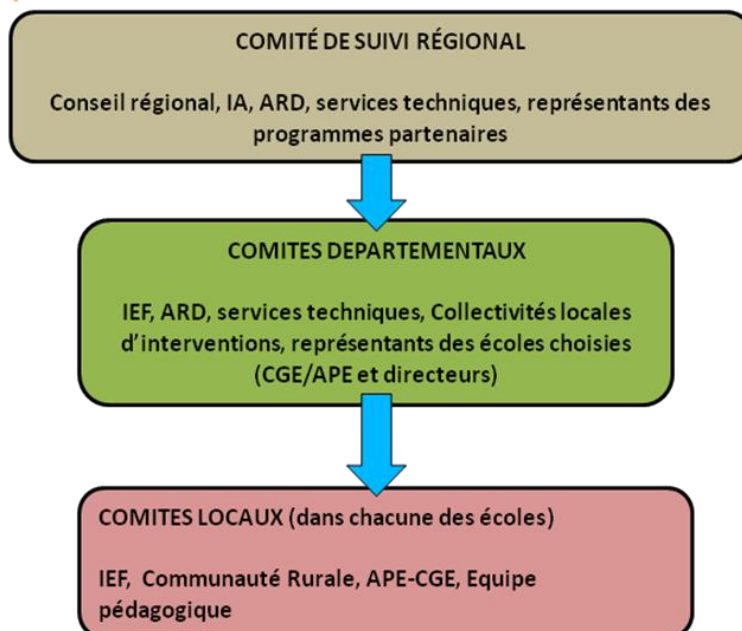 COMITÉ DE SUIVI RÉGIONAL
Conseil régional, IA, ARD, services techniques, représentants des
programmes partenaires
COMITES DEPARTEMENTAUX
IEF, ARD, services techniques, Collectivités locales
d’interventions, représentants des écoles choisies
(CGE/APE et directeurs)
COMITES LOCAUX (dans chacune des écoles)
IEF, Communauté Rurale, APE-CGE, Equipe
pédagogique